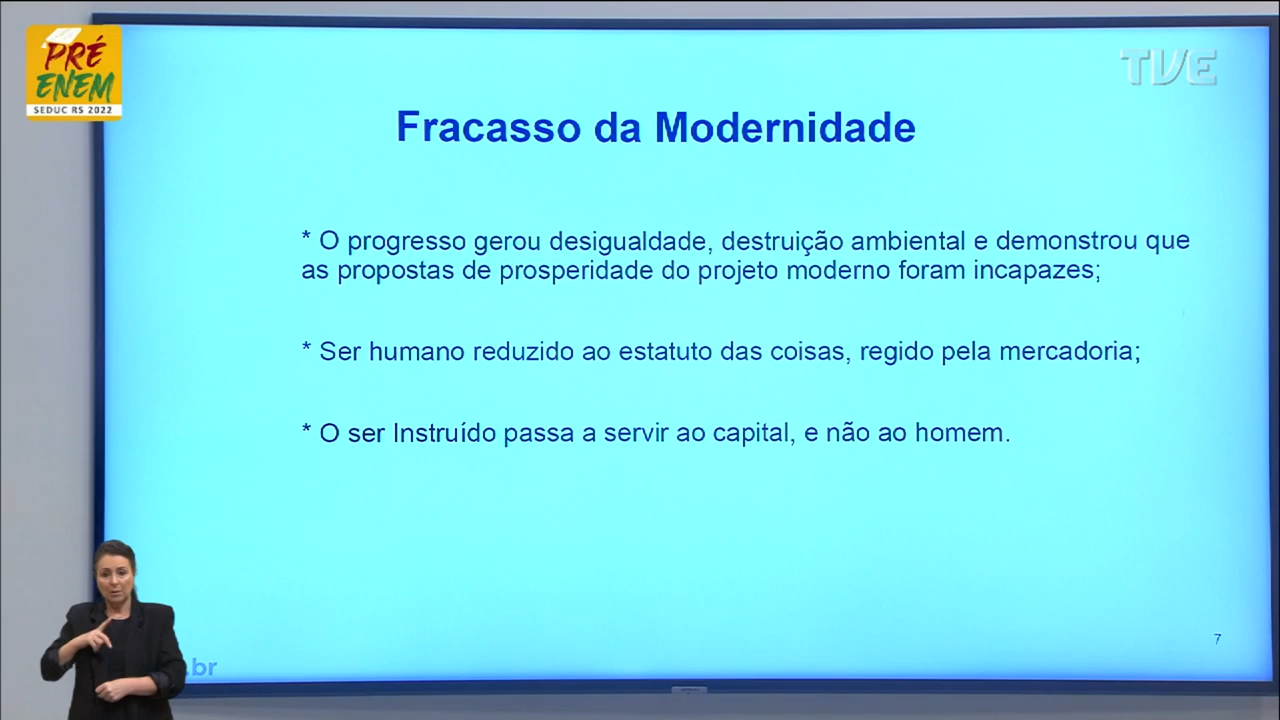 PRÉ
ENEM
SEDUC RS 2022
TVE
Fracasso da Modernidade
* O progresso gerou desigualdade, destruição ambiental e demonstrou que
as propostas de prosperidade do projeto moderno foram incapazes;
* Ser humano reduzido ao estatuto das coisas, regido pela mercadoria;
* O ser Instruído passa a servir ao capital, e não ao homem.
7
.br